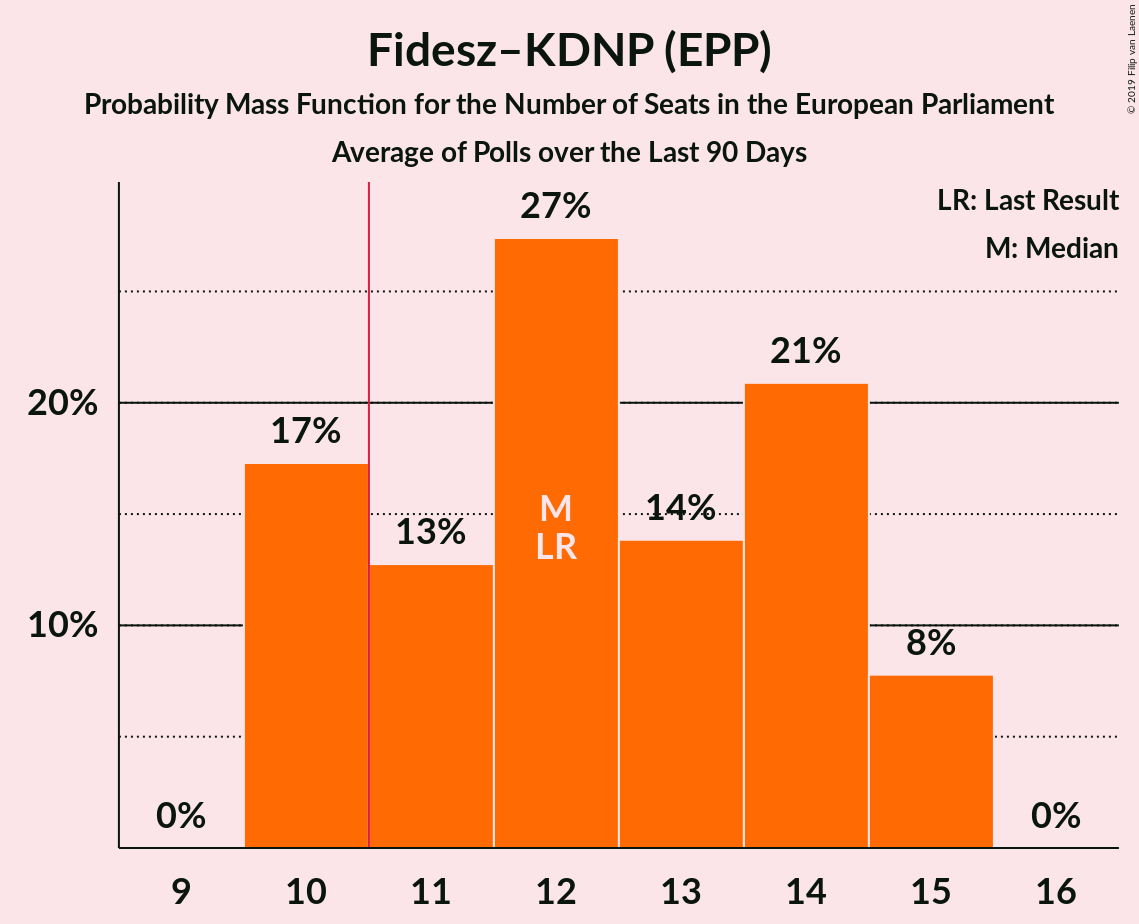 Fidesz–KDNP (EPP)
Probability Mass Function for the Number of Seats in the European Parliament
Average of Polls over the Last 90 Days
© 2019 Filip van Laenen
LR: Last Result
M: Median
20%
10%
0%
17%
13%
27%
14%
21%
8%
0%
M
LR
9 10 11 12 13 14 15 16